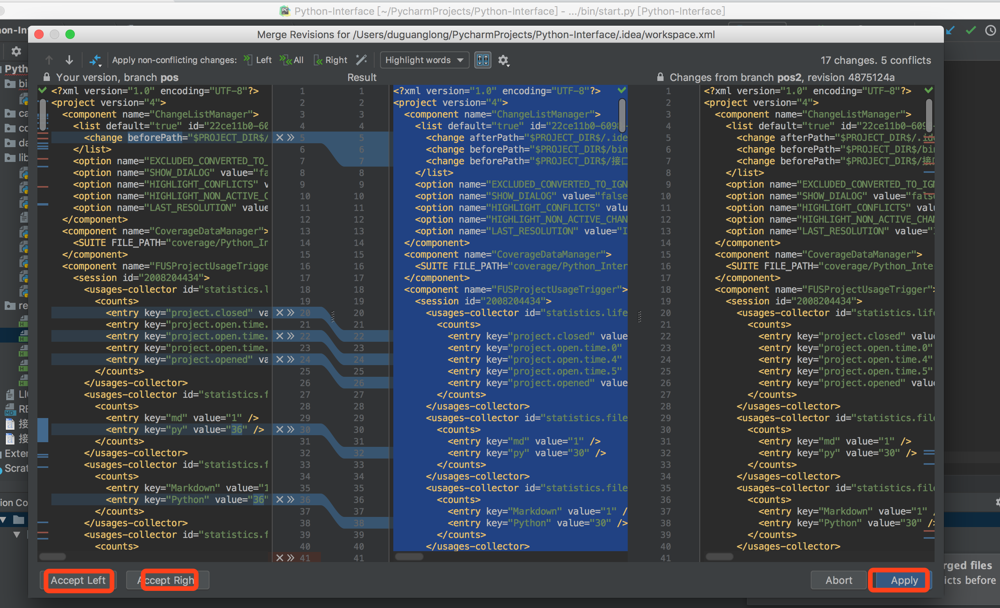 Python-Interface [~/PycharmProjects/Python-Interface] - .../bin/start.py [Python-Interface]
Merge Revisions for /Users/duguanglong/PycharmProjects/Python-Interface/.idea/workspace.xml
Apply non-conflicting changes: Left All Right Highlight words 17 changes. 5 conflicts
Your version, branch pos Result Changes from branch pos2, revision 4875124a
<?xml version="1.0" encoding="UTF-8"?> 1 1 <?xml version="1.0" encoding="UTF-8"?> 1 <?xml version="1.0" encoding="UTF-8"?>
<project version="4"> 2 2 <project version="4"> 2 <project version="4">
<component name="ChangeListManager"> 3 3 <component name="ChangeListManager"> 3 <component name="ChangeListManager">
<list default="true" id="22ce11b0-60 4 4 <list default="true" id="22ce11b0-609 4 <list default="true" id="22ce11b0-609
<change beforePath="$PROJECT_DIR$/ 5 5 <change afterPath="$PROJECT_DIR$/.ide 5 <change afterPath="$PROJECT_DIR$/.ide
</list> 6 6 <change beforePath="$PROJECT_DIR$/bin 6 <change beforePath="$PROJECT_DIR$/bin
<option name="EXCLUDED_CONVERTED_TO_ 7 7 <change beforePath="$PROJECT_DIR$/接口 7 <change beforePath="$PROJECT_DIR$/接
<option name="SHOW_DIALOG" value="fa 8 8 </list> 8 </list>
<option name="HIGHLIGHT_CONFLICTS" v 9 9 <option name="EXCLUDED_CONVERTED_TO_IGN 9 <option name="EXCLUDED_CONVERTED_TO_IGN
<option name="HIGHLIGHT_NON_ACTIVE_C 10 10 <option name="SHOW_DIALOG" value="false 10 <option name="SHOW_DIALOG" value="fals
<option name="LAST_RESOLUTION" value 11 11 <option name="HIGHLIGHT_CONFLICTS" valu 11 <option name="HIGHLIGHT_CONFLICTS" valu
</component> 12 12 <option name="HIGHLIGHT_NON_ACTIVE_CHAN 12 <option name="HIGHLIGHT_NON_ACTIVE_CHAN
<component name="CoverageDataManager"> 13 13 <option name="LAST_RESOLUTION" value="I 13 <option name="LAST_RESOLUTION" value="I
<SUITE FILE_PATH="coverage/Python_In 14 14 </component> 14 </component>
</component> 15 15 <component name="CoverageDataManager"> 15 <component name="CoverageDataManager">
<component name="FUSProjectUsageTrigge 16 16 <SUITE FILE_PATH="coverage/Python_Inter 16 <SUITE FILE_PATH="coverage/Python_Inte
<session id="2008204434"> 17 17 </component> 17 </component>
<usages-collector id="statistics.l 18 18 <component name="FUSProjectUsageTrigger"> 18 <component name="FUSProjectUsageTrigger">
<counts> 19 19 <session id="2008204434"> 19 <session id="2008204434">
<entry key="project.closed" va 20 20 <usages-collector id="statistics.life 20 <usages-collector id="statistics.life
<entry key="project.open.time. 21 21 <counts> 21 <counts>
<entry key="project.open.time. 22 22 <entry key="project.closed" value 22 <entry key="project.closed" value
<entry key="project.open.time. 23 23 <entry key="project.open.time.0" 23 <entry key="project.open.time.0"
<entry key="project.opened" va 24 24 <entry key="project.open.time.4" 24 <entry key="project.open.time.4"
</counts> 25 25 <entry key="project.open.time.5" 25 <entry key="project.open.time.5"
</usages-collector> 26 26 <entry key="project.opened" value 26 <entry key="project.opened" value
<usages-collector id="statistics.f 27 27 </counts> 27 </counts>
<counts> 28 28 </usages-collector> 28 </usages-collector>
<entry key="md" value="1" /> 29 29 <usages-collector id="statistics.file 29 <usages-collector id="statistics.file
<entry key="py" value="36" /> 30 30 <counts> 30 <counts>
</counts> 31 31 <entry key="md" value="1" /> 31 <entry key="md" value="1" />
</usages-collector> 32 32 <entry key="py" value="30" /> 32 <entry key="py" value="30" />
<usages-collector id="statistics.f 33 33 </counts> 33 </counts>
<counts> 34 34 </usages-collector> 34 </usages-collector>
<entry key="Markdown" value="1 35 35 <usages-collector id="statistics.file 35 <usages-collector id="statistics.file
<entry key="Python" value="36" 36 36 <counts> 36 <counts>
</counts> 37 37 <entry key="Markdown" value="1" / 37 <entry key="Markdown" value="1" /
</usages-collector> 38 38 <entry key="Python" value="30" /> 38 <entry key="Python" value="30" />
<usages-collector id="statistics.f 39 39 </counts> 39 </counts>
<counts> 40 40 </usages-collector> 40 </usages-collector>
41 41 41
Accept Left Accept Righ Abort Apply
on-In
Pyth
bi
ca
co
da
lib
re
LI
RE
接
接
Exter
Scrat
ion Co
rged files
icts before